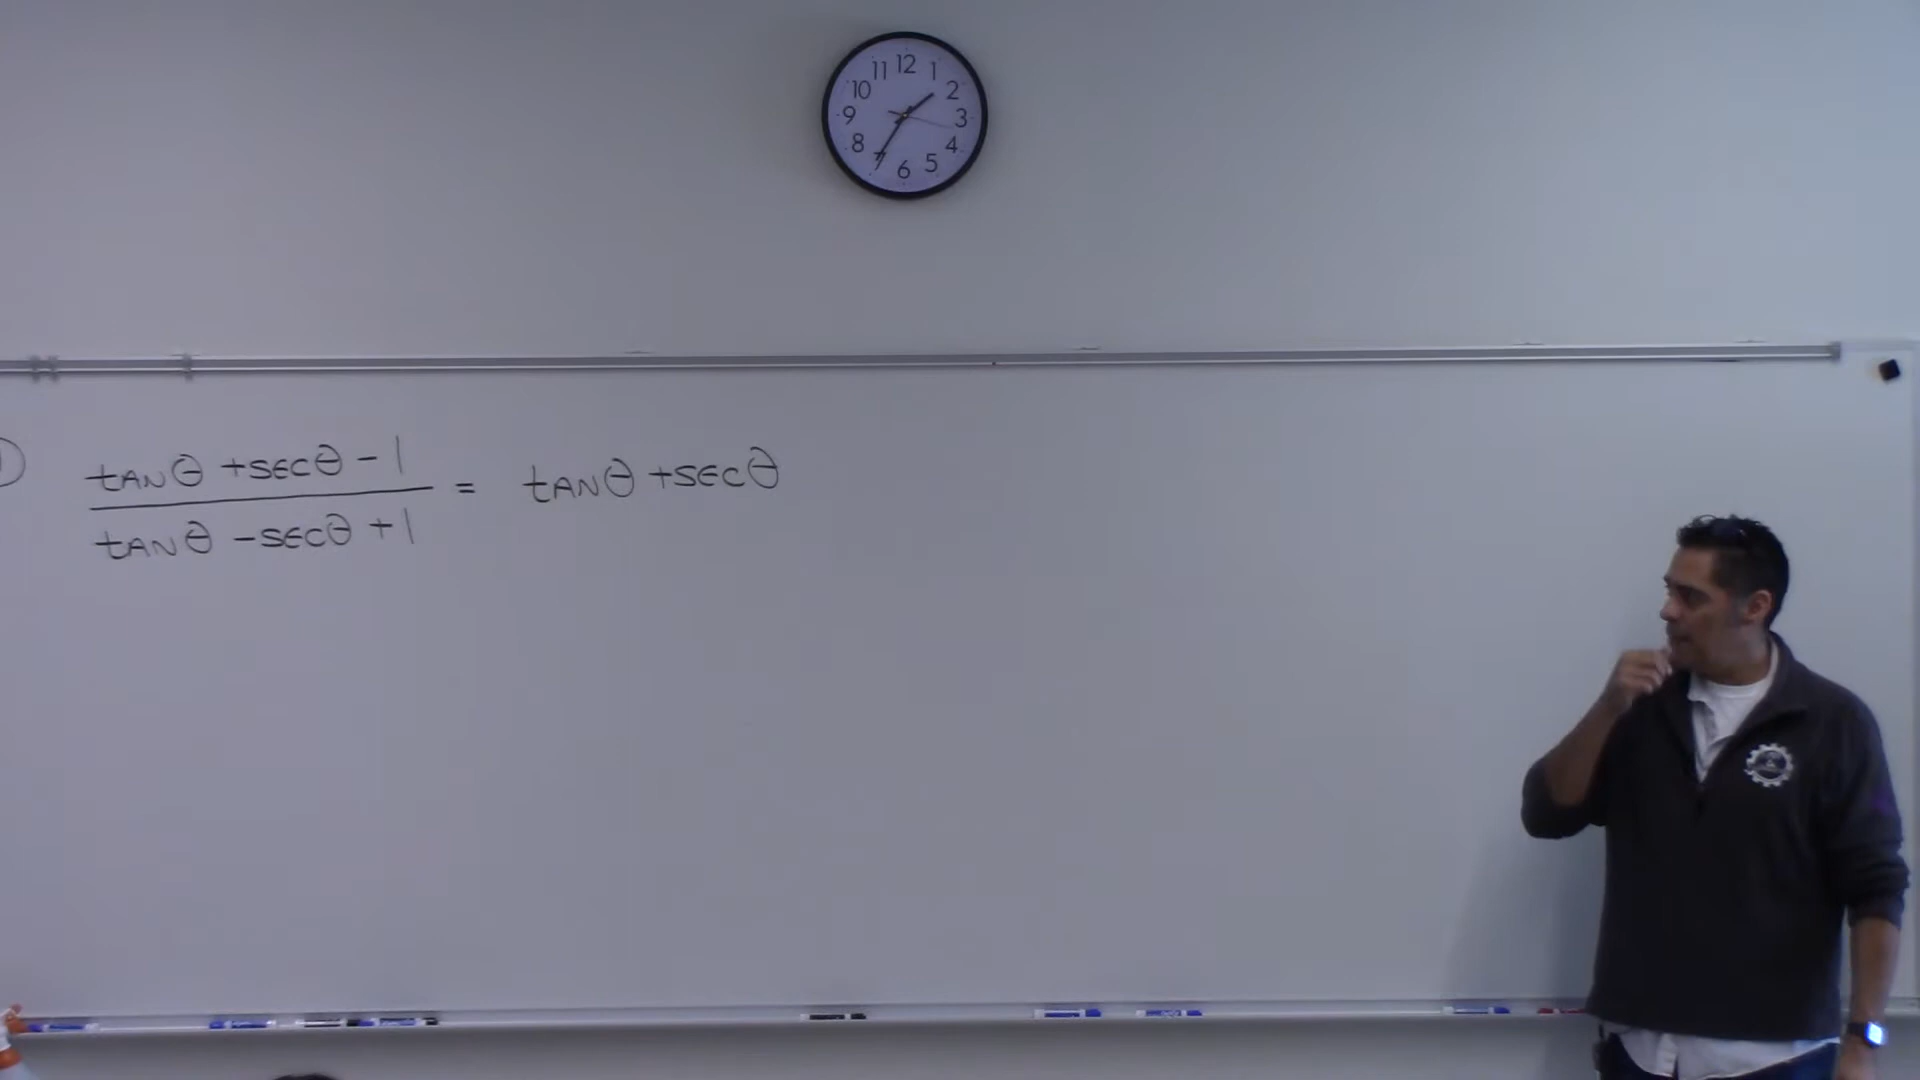 12
11 1
10 2
9 3
8 4
5
6
tanθ + secθ - 1
tanθ - secθ + 1
= tanθ + secθ